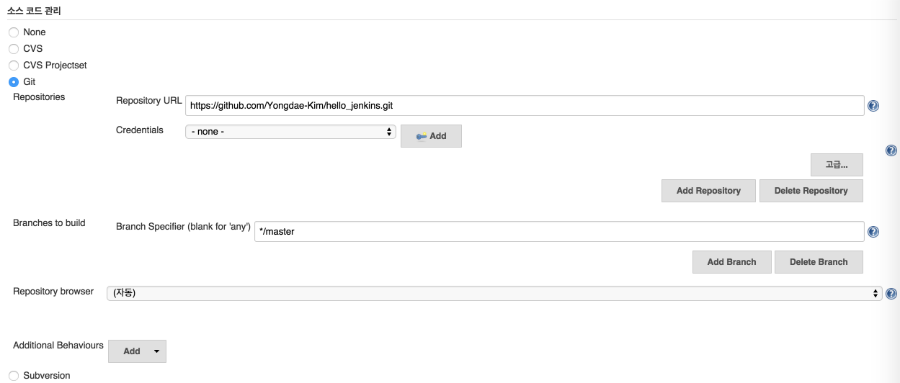 소스 코드 관리
None
CVS
CVS Projectset
Git
Repositories
Repository URL https://github.com/Yongdae-Kim/hello_jenkins.git
Credentials - none - Add
고급...
Add Repository Delete Repository
Branches to build Branch Specifier (blank for 'any') */master
Add Branch Delete Branch
Repository browser (자동)
Additional Behaviours Add
Subversion